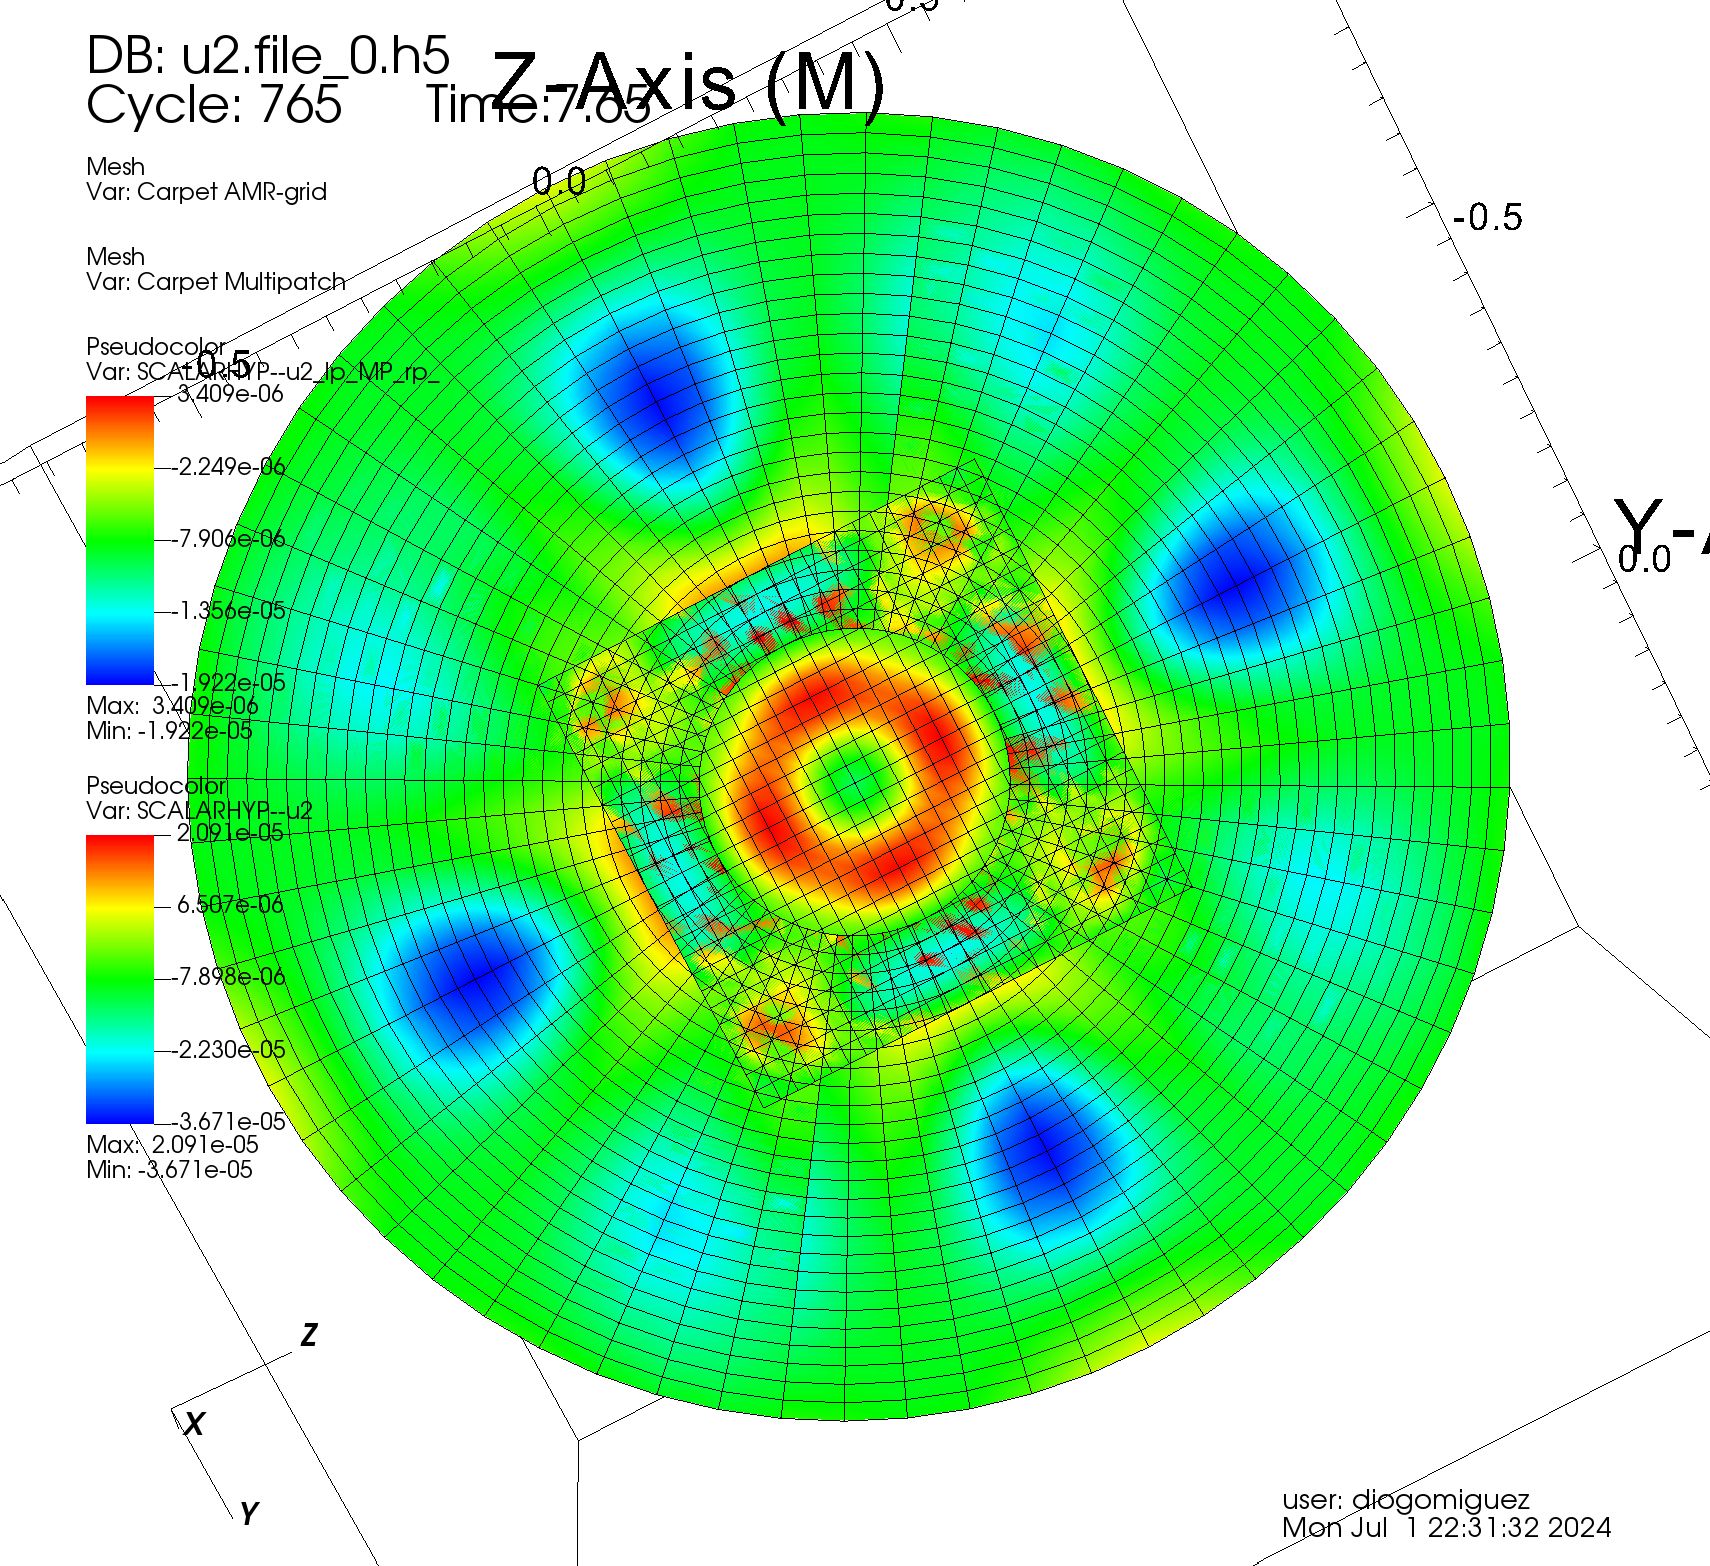 0.5
DB: u2.file_0.h5
Z-Axis (M)
Cycle: 765 Time:7.65
Mesh
Var: Carpet AMR-grid
0.0
-0.5
Mesh
Var: Carpet Multipatch
Pseudocolor
-0.5
Var: SCALARHYP--u2_lp_MP_rp_
3.409e-06
-2.249e-06
-7.906e-06
-1.356e-05
-1.922e-05
Max: 3.409e-06
Min: -1.922e-05
Y-A
0.0
Pseudocolor
Var: SCALARHYP--u2
2.091e-05
6.507e-06
-7.898e-06
-2.230e-05
-3.671e-05
Max: 2.091e-05
Min: -3.671e-05
Z
X
Y
user: diogomiguez
Mon Jul 1 22:31:32 2024